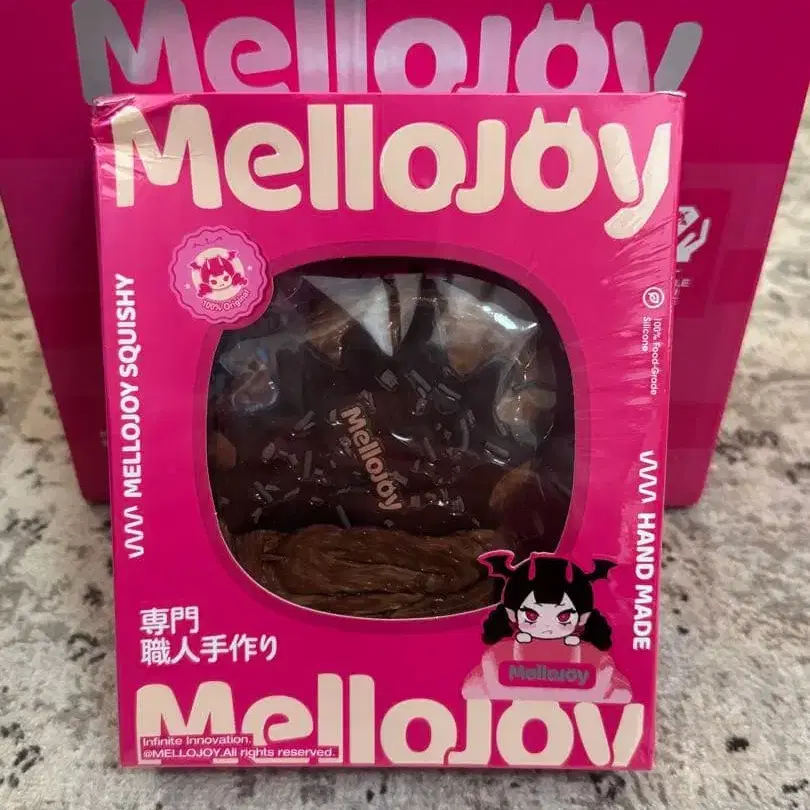 Mellojoy
Mellojoy
100% Original
MELLOJOY SQUISHY
100% Food Grade
Silicone
Mellojoy
HAND MADE
専門
職人手作り
Mellojoy
Mellojoy
Infinite Innovation.
@MELLOJOY.All rights reserved.